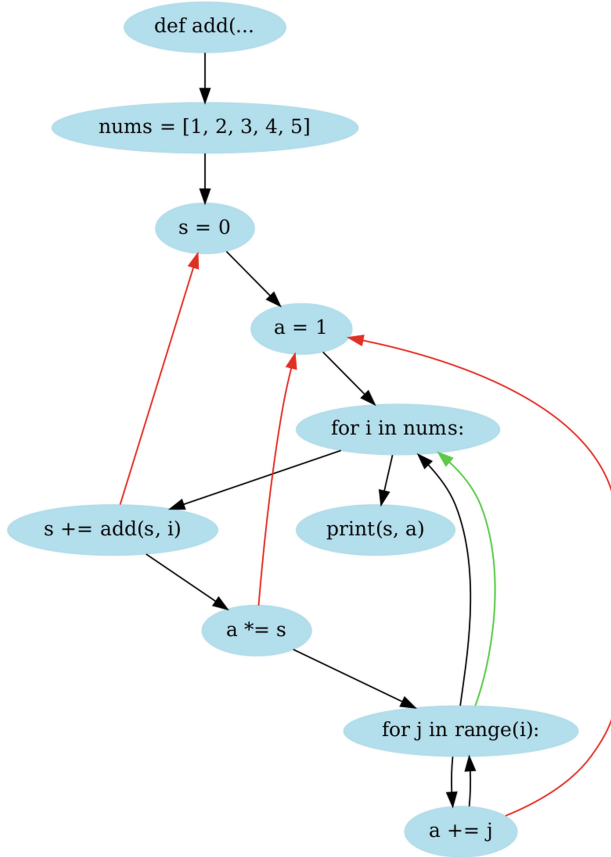 def add(...
nums = [1, 2, 3, 4, 5]
s = 0
a = 1
for i in nums:
s += add(s, i)
print(s, a)
a *= s
for j in range(i):
a += j